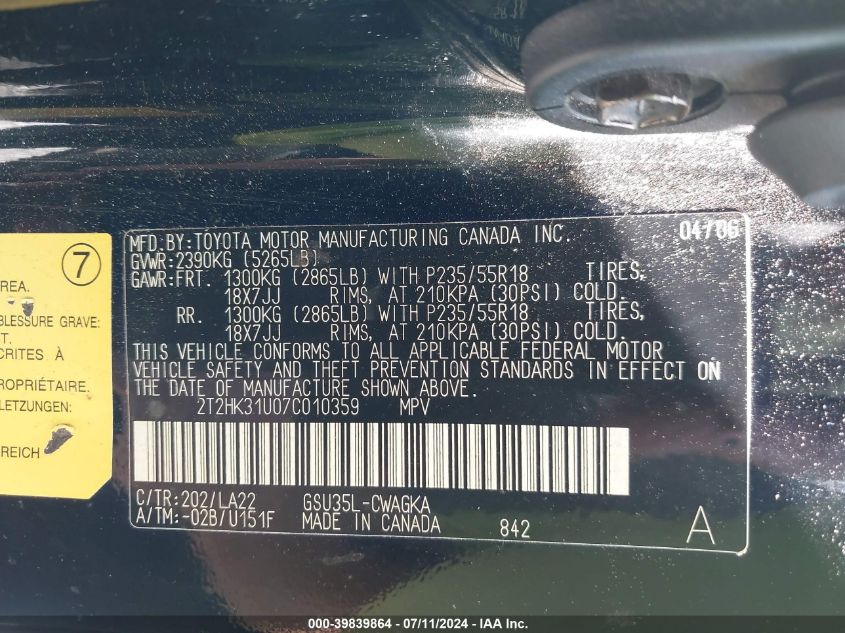 MFD.BY:TOYOTA MOTOR MANUFACTURING CANADA INC. 04/06
GVWR:2390KG (5265LB)
GAWR:FRT. 1300KG (2865LB) WITH P235/55R18 TIRES,
18X7JJ RIMS, AT 210KPA (30PSI) COLD.
RR. 1300KG (2865LB) WITH P235/55R18 TIRES,
18X7JJ RIMS, AT 210KPA (30PSI) COLD.
THIS VEHICLE CONFORMS TO ALL APPLICABLE FEDERAL MOTOR
VEHICLE SAFETY AND THEFT PREVENTION STANDARDS IN EFFECT ON
THE DATE OF MANUFACTURE SHOWN ABOVE.
2T2HK31U07C010359 MPV
C/TR:202/LA22 GSU35L-CWAGKA
A/TM:-02B/U151F MADE IN CANADA 842 A
7
REA.
BLESSURE GRAVE:
T.
CRITES À
PROPRIÉTAIRE.
LETZUNGEN:
REICH
000-39839864 - 07/11/2024 - IAA Inc.